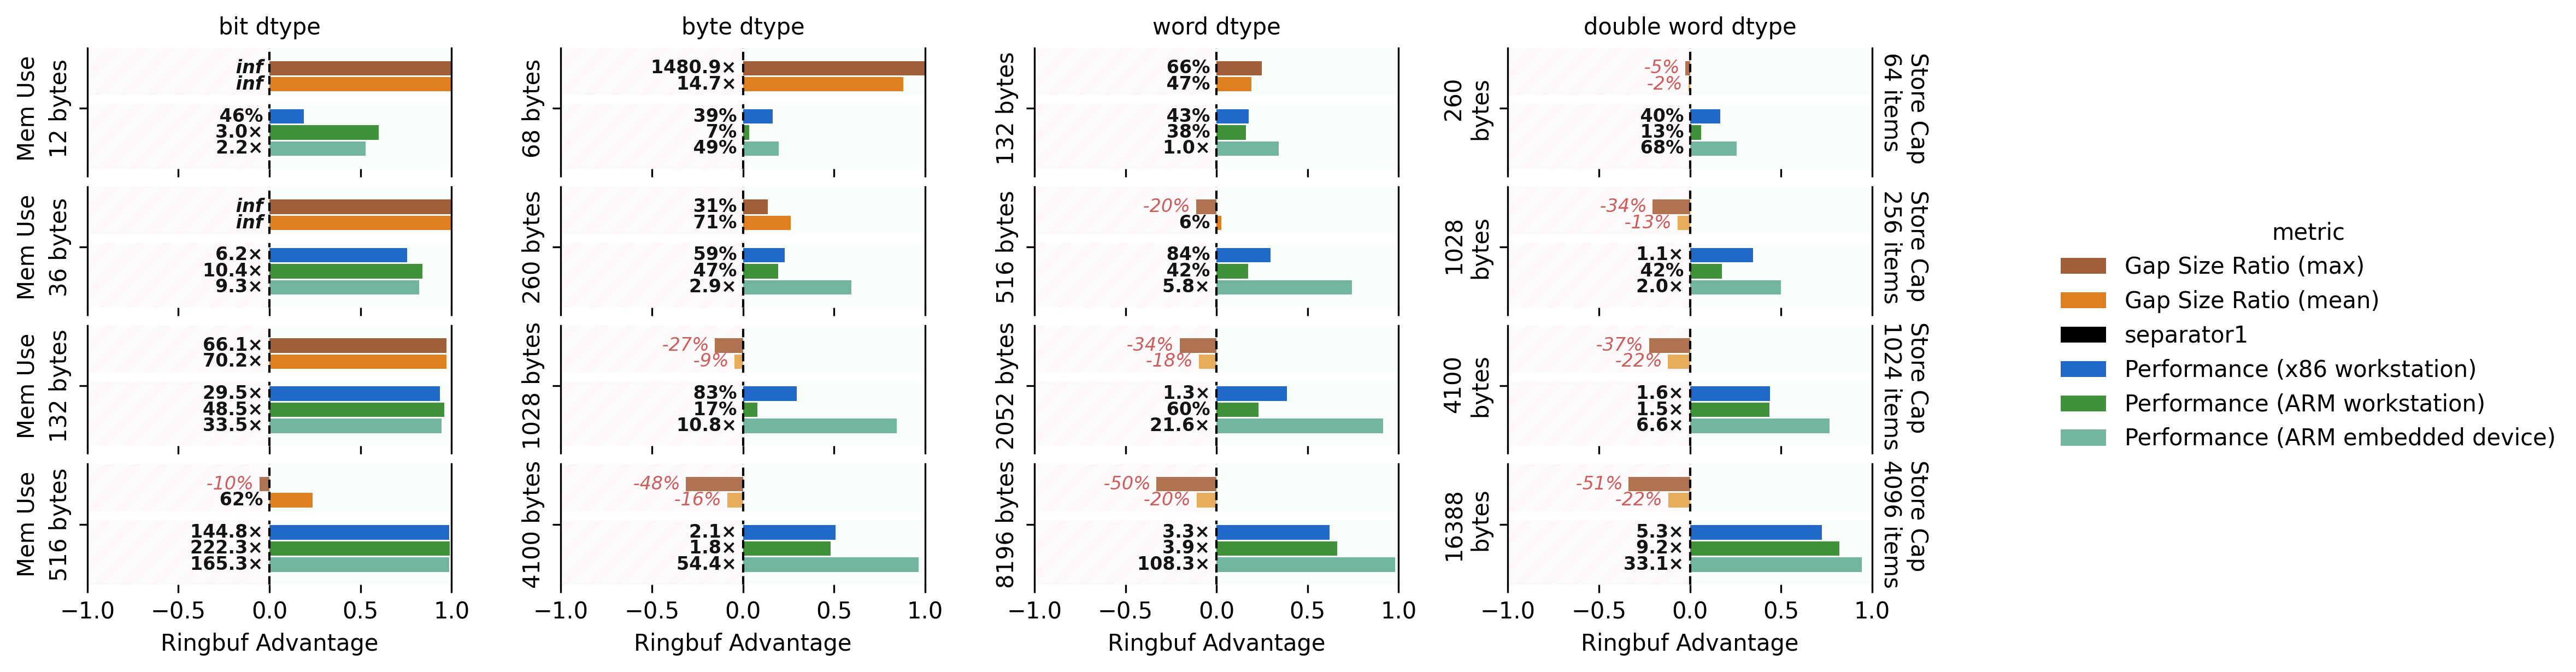 bit dtype
byte dtype
word dtype
double word dtype
Mem Use
12 bytes
inf
inf
46%
3.0×
2.2×
68 bytes
1480.9×
14.7×
39%
7%
49%
132 bytes
66%
47%
43%
38%
1.0×
260
bytes
-5%
-2%
40%
13%
68%
Store Cap
64 items
Mem Use
36 bytes
inf
inf
6.2×
10.4×
9.3×
260 bytes
31%
71%
59%
47%
2.9×
516 bytes
-20%
6%
84%
42%
5.8×
1028
bytes
-34%
-13%
1.1×
42%
2.0×
Store Cap
256 items
Mem Use
132 bytes
66.1×
70.2×
29.5×
48.5×
33.5×
1028 bytes
-27%
-9%
83%
17%
10.8×
2052 bytes
-34%
-18%
1.3×
60%
21.6×
4100
bytes
-37%
-22%
1.6×
1.5×
6.6×
Store Cap
1024 items
Mem Use
516 bytes
-10%
62%
144.8×
222.3×
165.3×
4100 bytes
-48%
-16%
2.1×
1.8×
54.4×
8196 bytes
-50%
-20%
3.3×
3.9×
108.3×
16388
bytes
-51%
-22%
5.3×
9.2×
33.1×
Store Cap
4096 items
−1.0 −0.5 0.0 0.5 1.0
−1.0 −0.5 0.0 0.5 1.0
−1.0 −0.5 0.0 0.5 1.0
−1.0 −0.5 0.0 0.5 1.0
Ringbuf Advantage
Ringbuf Advantage
Ringbuf Advantage
Ringbuf Advantage
metric
Gap Size Ratio (max)
Gap Size Ratio (mean)
separator1
Performance (x86 workstation)
Performance (ARM workstation)
Performance (ARM embedded device)